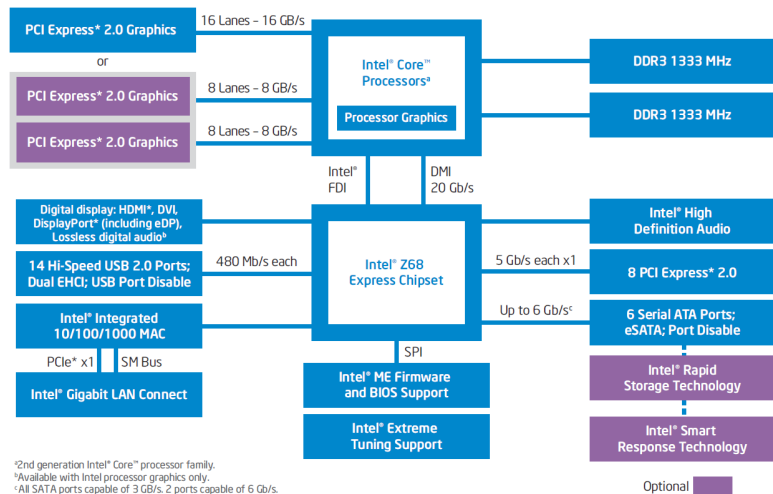 PCI Express* 2.0 Graphics
16 Lanes – 16 GB/s
or
PCI Express* 2.0 Graphics
8 Lanes – 8 GB/s
PCI Express* 2.0 Graphics
8 Lanes – 8 GB/s
Intel® Core™
Processorsᵃ
Processor Graphics
DDR3 1333 MHz
DDR3 1333 MHz
Intel®
FDI
DMI
20 Gb/s
Digital display: HDMI*, DVI,
DisplayPort* (including eDP),
Lossless digital audioᵇ
14 Hi-Speed USB 2.0 Ports;
Dual EHCI; USB Port Disable
480 Mb/s each
Intel® Integrated
10/100/1000 MAC
PCIe* x1
SM Bus
Intel® Gigabit LAN Connect
Intel® Z68
Express Chipset
SPI
Intel® ME Firmware
and BIOS Support
Intel® Extreme
Tuning Support
Intel® High
Definition Audio
5 Gb/s each x1
8 PCI Express* 2.0
Up to 6 Gb/sᶜ
6 Serial ATA Ports;
eSATA; Port Disable
Intel® Rapid
Storage Technology
Intel® Smart
Response Technology
ᵃ2nd generation Intel® Core™ processor family.
ᵇAvailable with Intel processor graphics only.
ᶜAll SATA ports capable of 3 GB/s. 2 ports capable of 6 Gb/s.
Optional